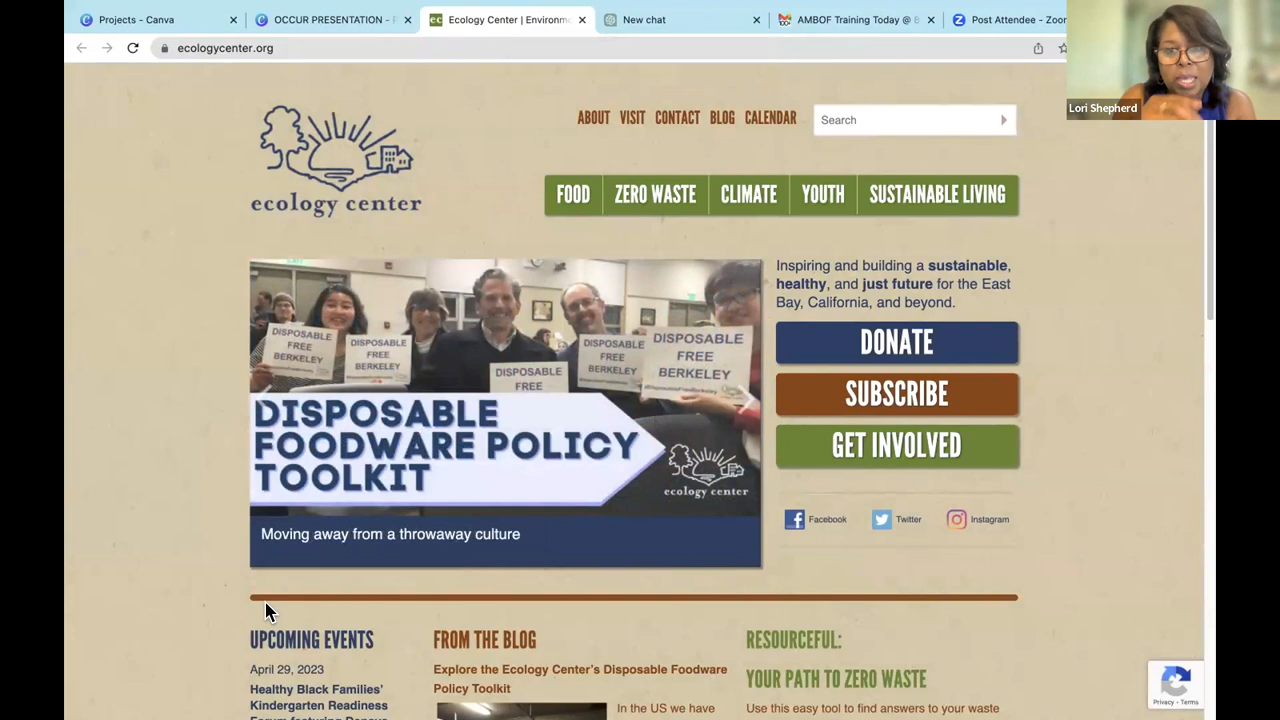 Projects - Canva
OCCUR PRESENTATION -
Ecology Center | Environm
New chat
AMBOF Training Today @
Post Attendee - Zoo
ecologycenter.org
Lori Shepherd
ecology center
ABOUT VISIT CONTACT BLOG CALENDAR
Search
FOOD ZERO WASTE CLIMATE YOUTH SUSTAINABLE LIVING
DISPOSABLE
FREE
BERKELEY
DISPOSABLE
FREE
BERKELEY
DISPOSABLE
FREE
DISPOSABLE
FREE
BERKELEY
DISPOSABLE
FREE
BERKELEY
DISPOSABLE
FOODWARE POLICY
TOOLKIT
ecology center
Moving away from a throwaway culture
Inspiring and building a sustainable,
healthy, and just future for the East
Bay, California, and beyond.
DONATE
SUBSCRIBE
GET INVOLVED
Facebook Twitter Instagram
UPCOMING EVENTS
April 29, 2023
Healthy Black Families'
Kindergarten Readiness
FROM THE BLOG
Explore the Ecology Center's Disposable Foodware
Policy Toolkit
In the US we have
RESOURCEFUL:
YOUR PATH TO ZERO WASTE
Use this easy tool to find answers to your waste
Privacy - Terms